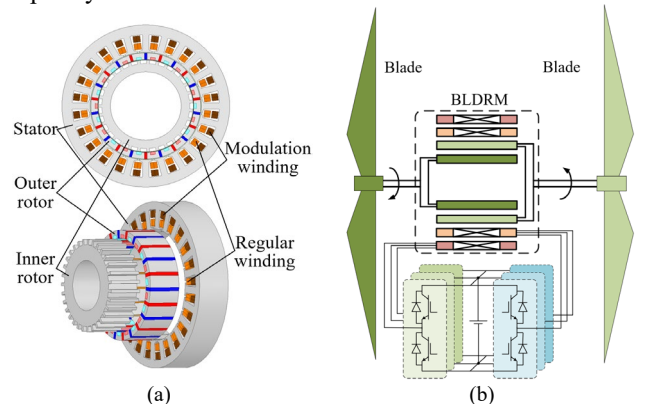 Stator
Outer
rotor
Inner
rotor
Modulation
winding
Regular
winding
(a)
(b)
Blade
Blade
BLDRM